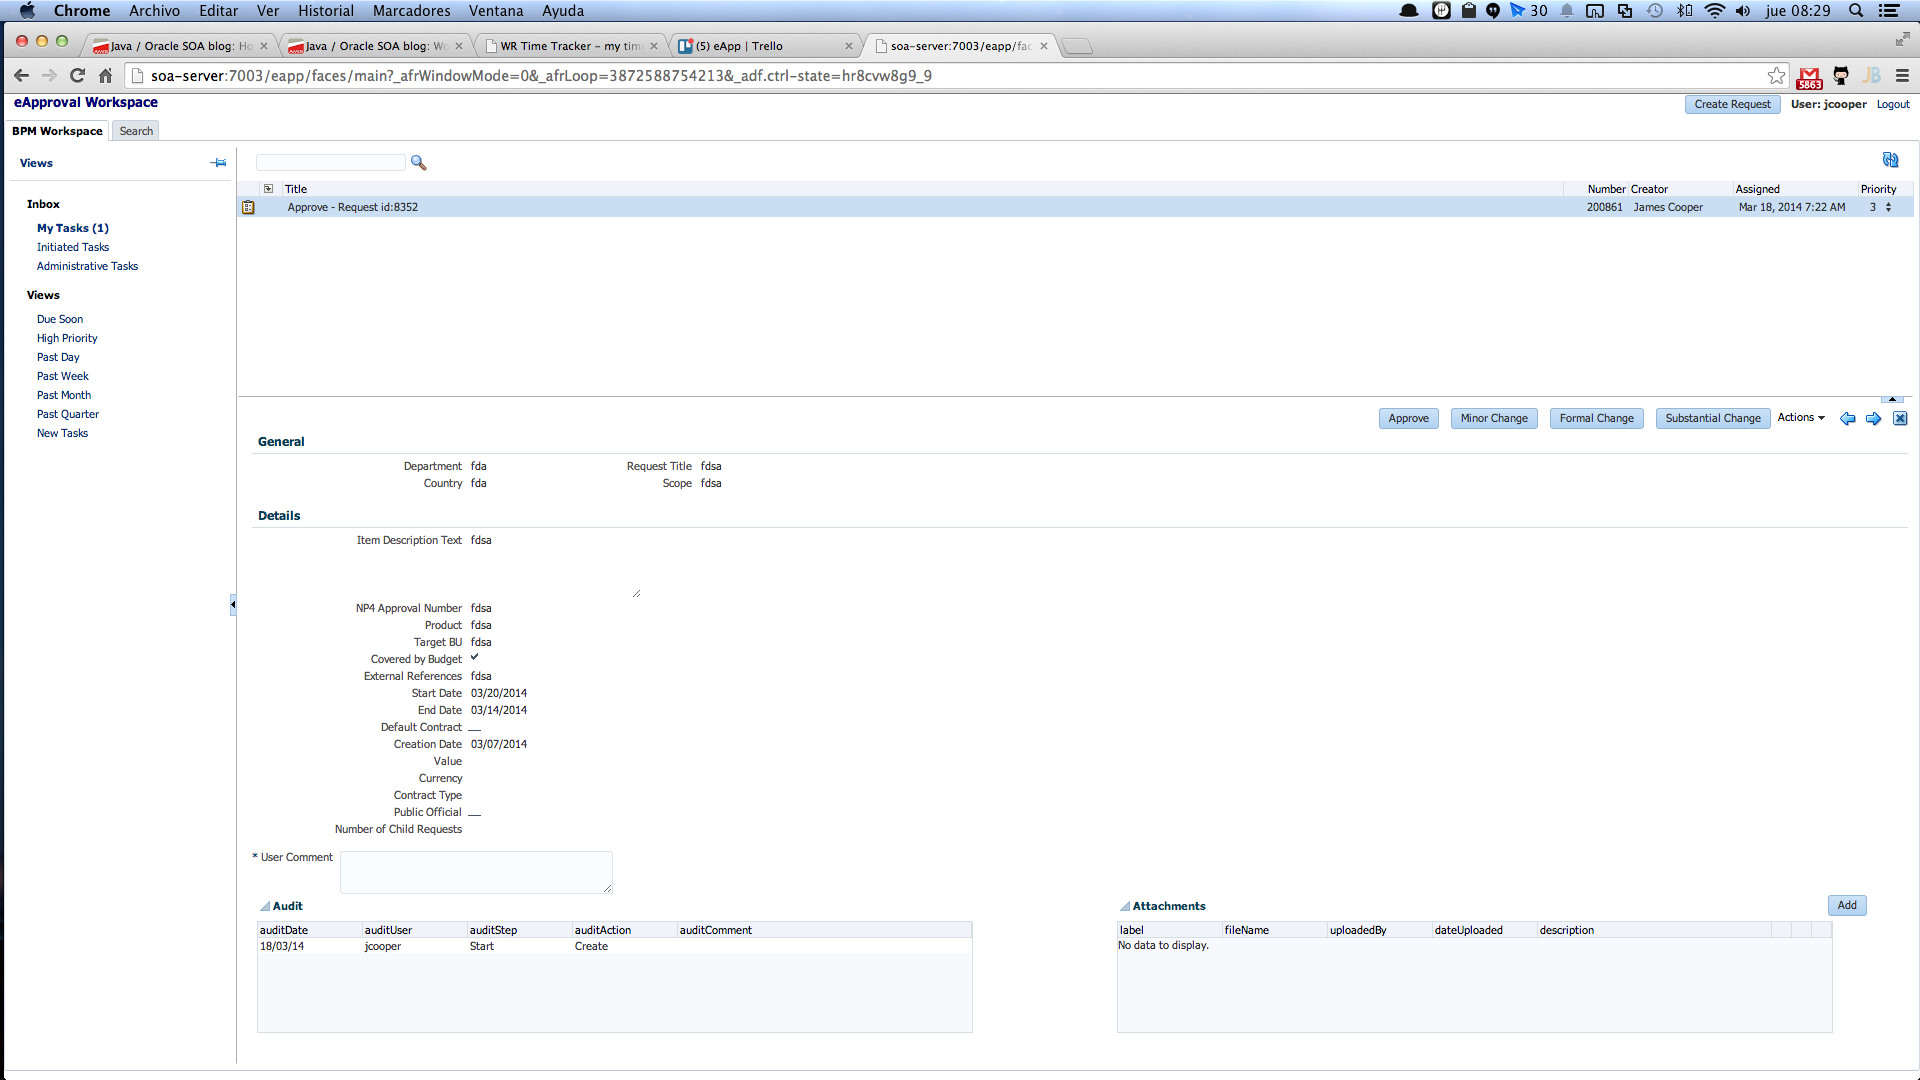 Chrome Archivo Editar Ver Historial Marcadores Ventana Ayuda 30 jue 08:29
Java / Oracle SOA blog: Ho Java / Oracle SOA blog: Wo WR Time Tracker – my tim (5) eApp | Trello soa-server:7003/eapp/fac
soa-server:7003/eapp/faces/main?_afrWindowMode=0&_afrLoop=3872588754213&_adf.ctrl-state=hr8cvw8g9_9 5863 JB
eApproval Workspace Create Request User: jcooper Logout
BPM Workspace Search
Views
Title Number Creator Assigned Priority
Approve - Request id:8352 200861 James Cooper Mar 18, 2014 7:22 AM 3
Inbox
My Tasks (1)
Initiated Tasks
Administrative Tasks
Views
Due Soon
High Priority
Past Day
Past Week
Past Month
Past Quarter
New Tasks
Approve Minor Change Formal Change Substantial Change Actions
General
Department fda Request Title fdsa
Country fda Scope fdsa
Details
Item Description Text fdsa
NP4 Approval Number fdsa
Product fdsa
Target BU fdsa
Covered by Budget
External References fdsa
Start Date 03/20/2014
End Date 03/14/2014
Default Contract
Creation Date 03/07/2014
Value
Currency
Contract Type
Public Official
Number of Child Requests
* User Comment
Audit Attachments Add
auditDate auditUser auditStep auditAction auditComment label fileName uploadedBy dateUploaded description
18/03/14 jcooper Start Create No data to display.